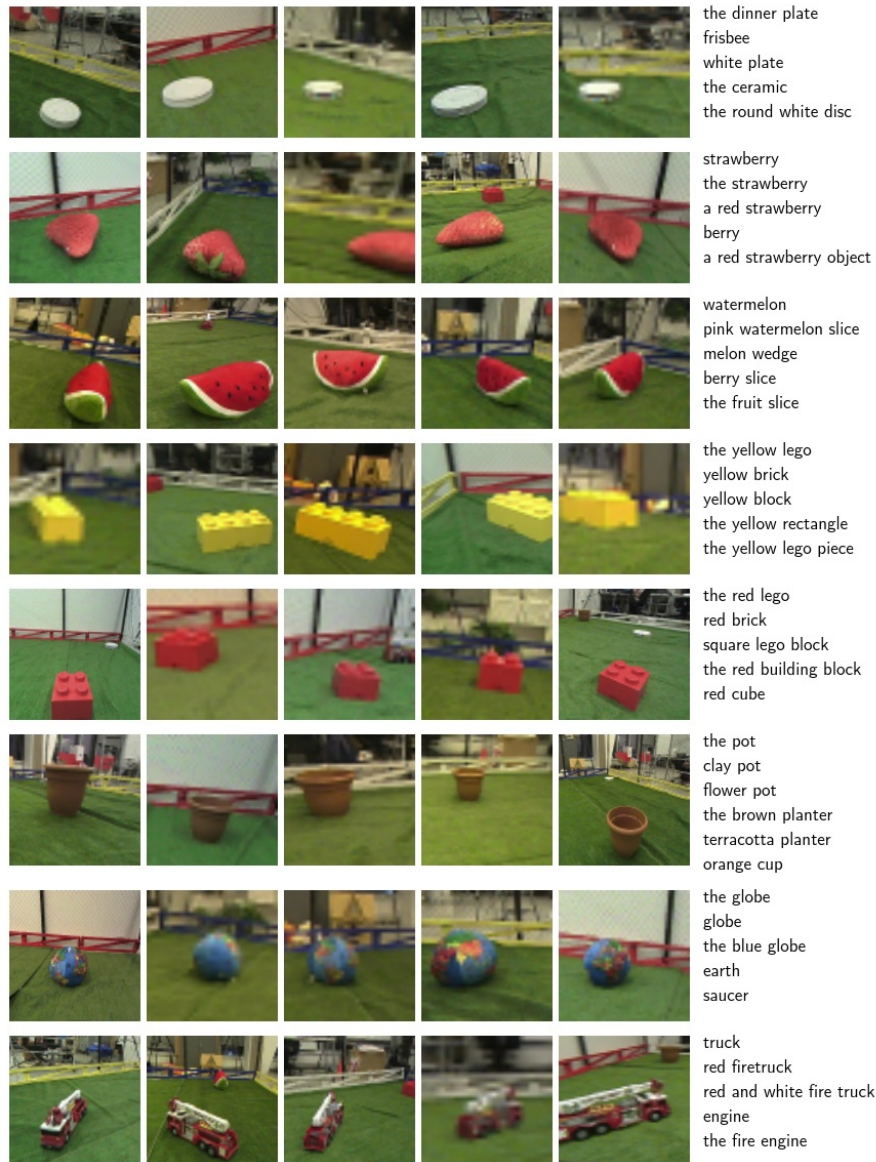 the dinner plate
frisbee
white plate
the ceramic
the round white disc
strawberry
the strawberry
a red strawberry
berry
a red strawberry object
watermelon
pink watermelon slice
melon wedge
berry slice
the fruit slice
the yellow lego
yellow brick
yellow block
the yellow rectangle
the yellow lego piece
the red lego
red brick
square lego block
the red building block
red cube
the pot
clay pot
flower pot
the brown planter
terracotta planter
orange cup
the globe
globe
the blue globe
earth
saucer
truck
red firetruck
red and white fire truck
engine
the fire engine